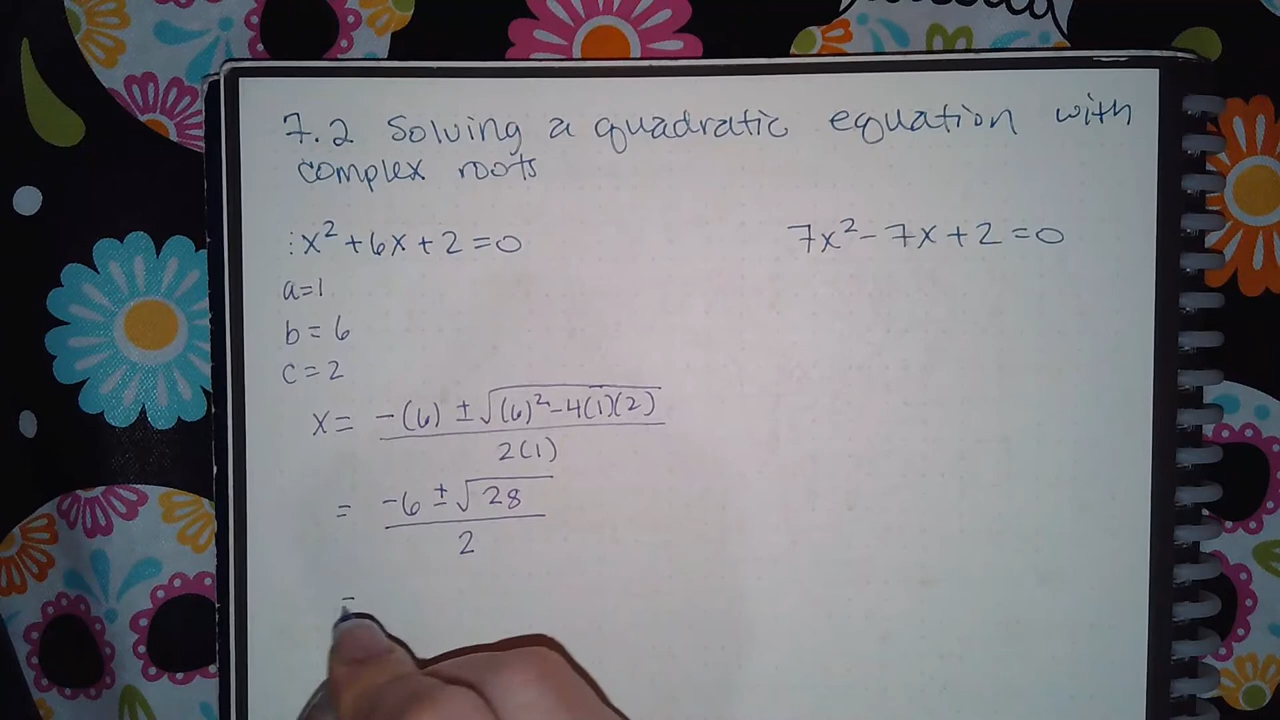 7.2 Solving a quadratic equation with
complex roots
:x²+6x+2=0
7x²-7x+2=0
a=1
b=6
c=2
x= -(6) ±√(6)²-4(1)(2)
2(1)
= -6 ±√28
2
=